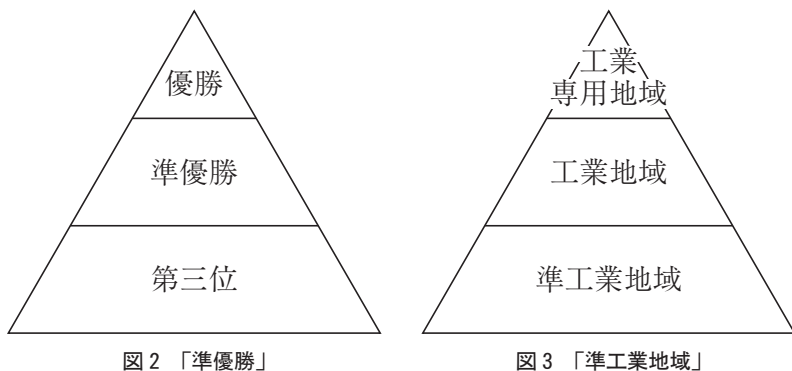 優勝
準優勝
第三位
図2 「準優勝」
工業
専用地域
工業地域
準工業地域
図3 「準工業地域」